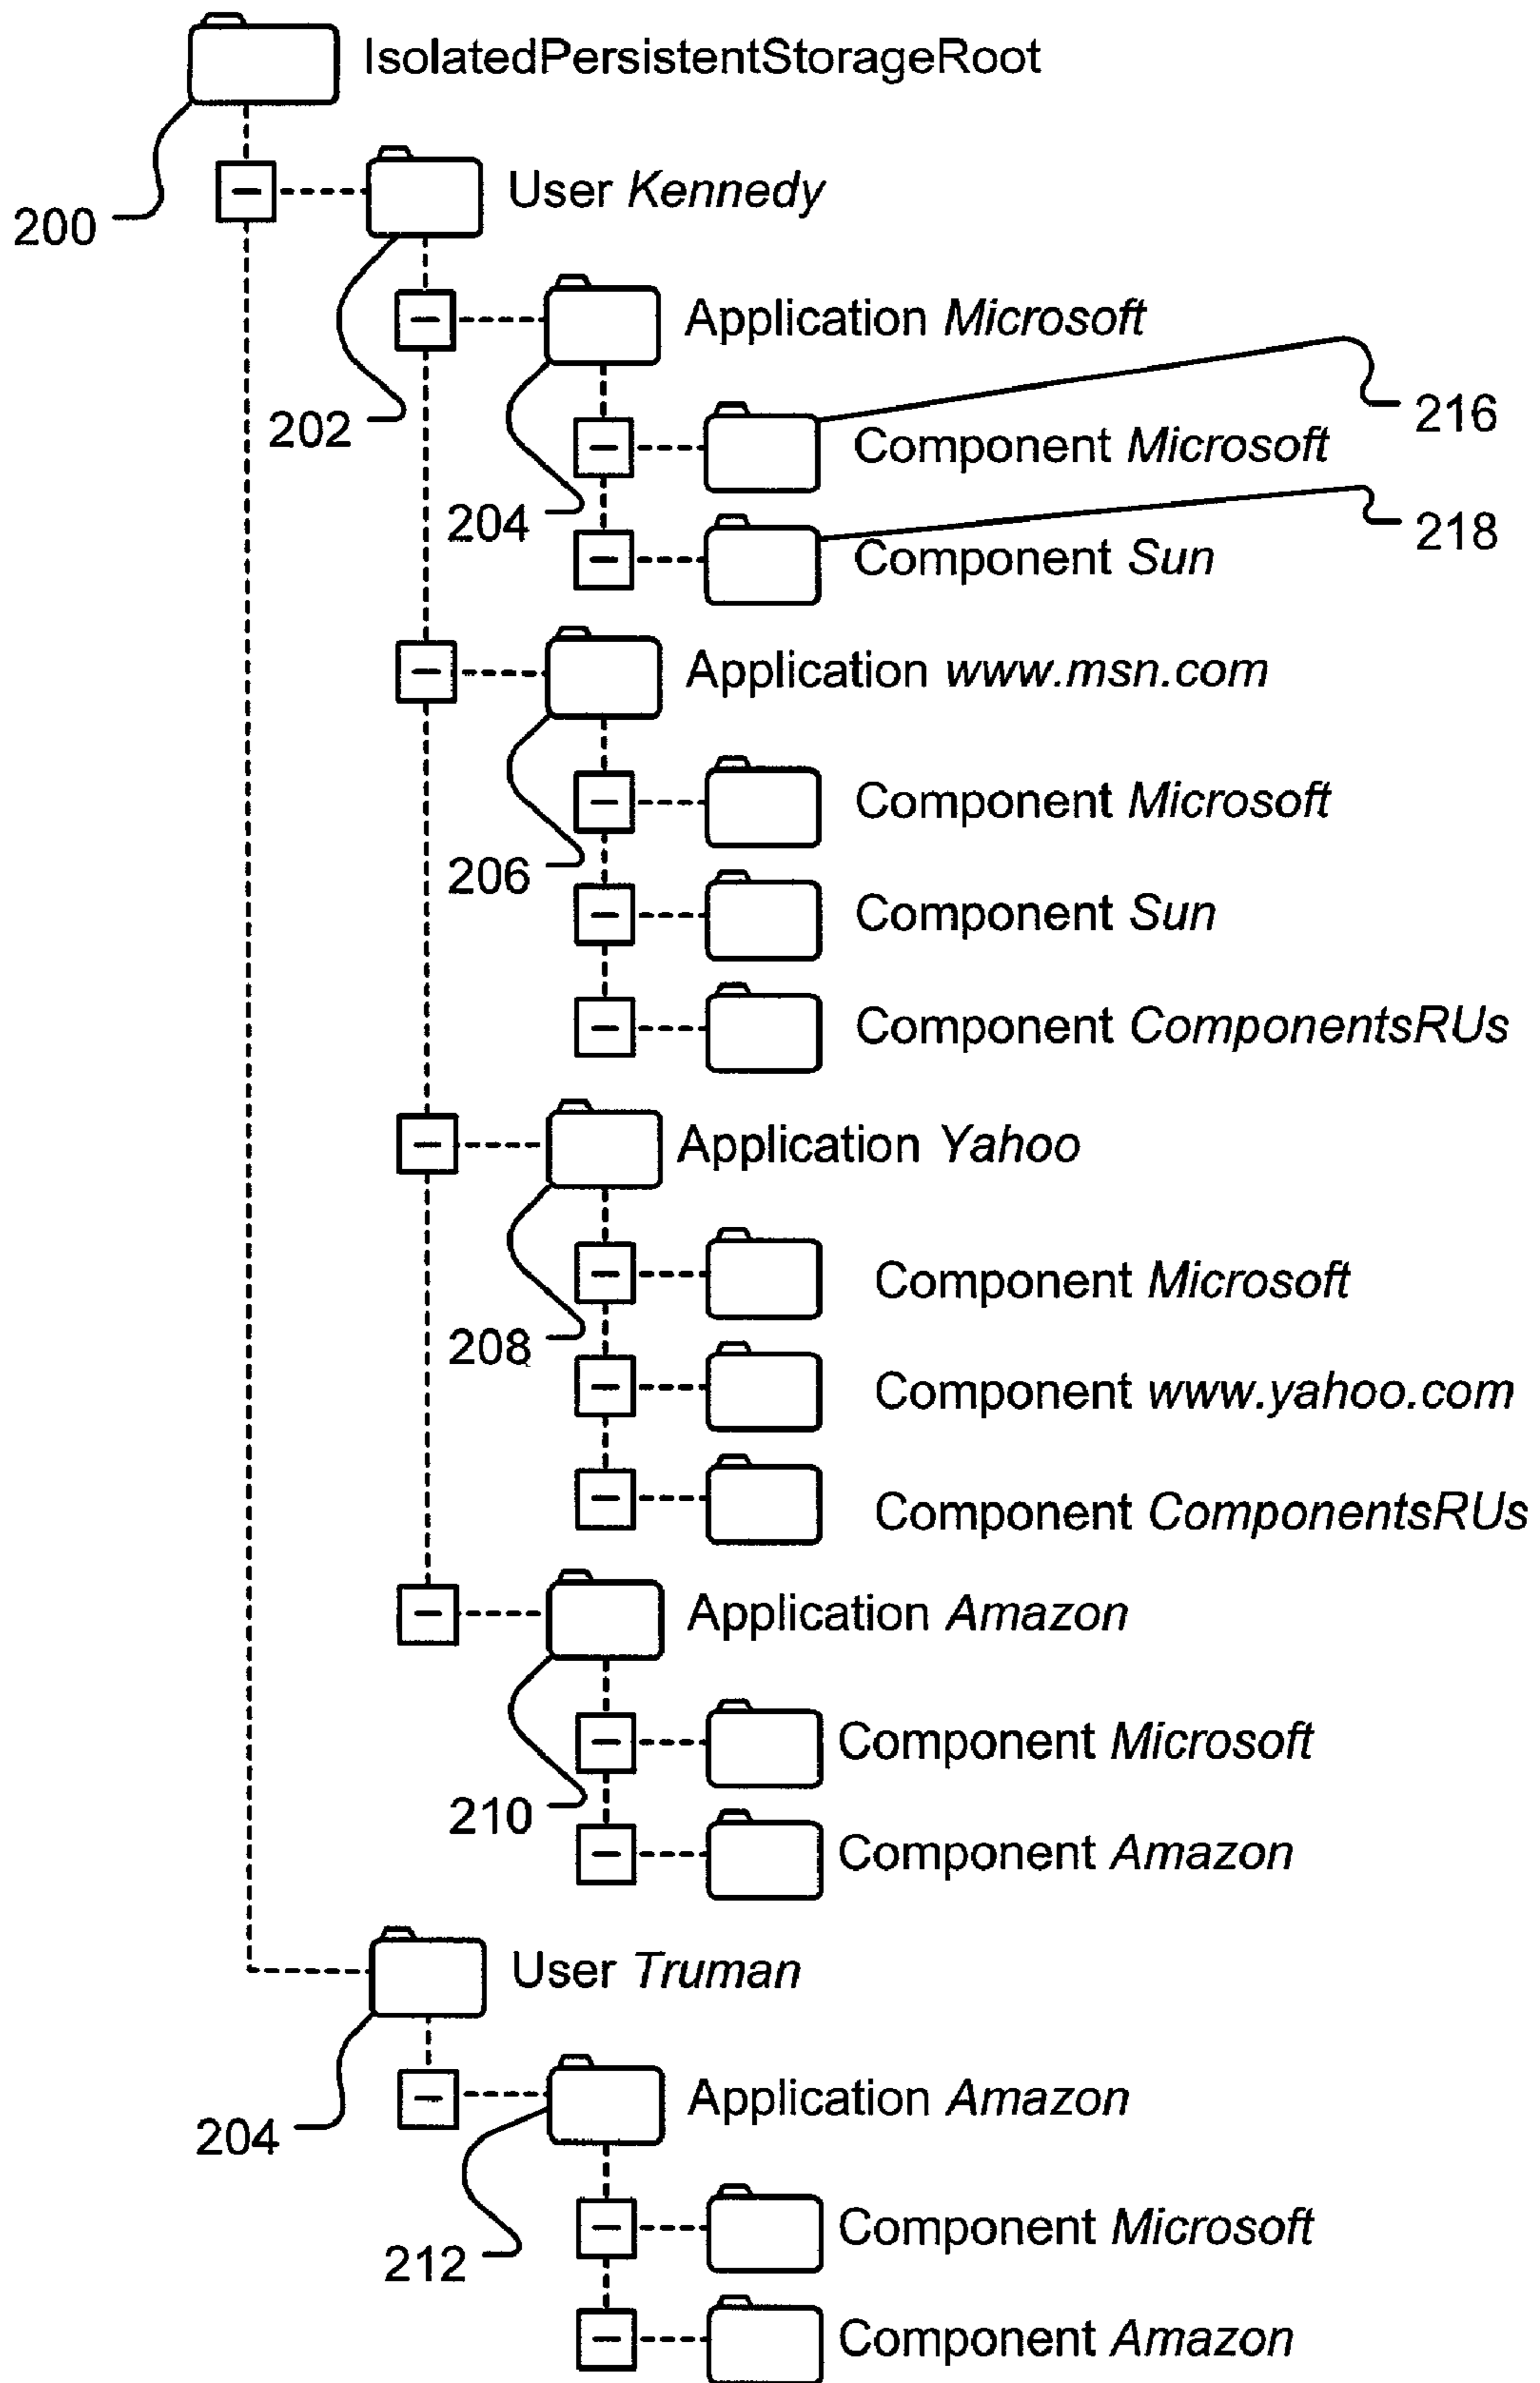 IsolatedPersistentStorageRoot
200
User Kennedy
202
Application Microsoft
204
Component Microsoft
216
Component Sun
218
Application www.msn.com
206
Component Microsoft
Component Sun
Component ComponentsRUs
Application Yahoo
208
Component Microsoft
Component www.yahoo.com
Component ComponentsRUs
Application Amazon
210
Component Microsoft
Component Amazon
User Truman
204
Application Amazon
212
Component Microsoft
Component Amazon